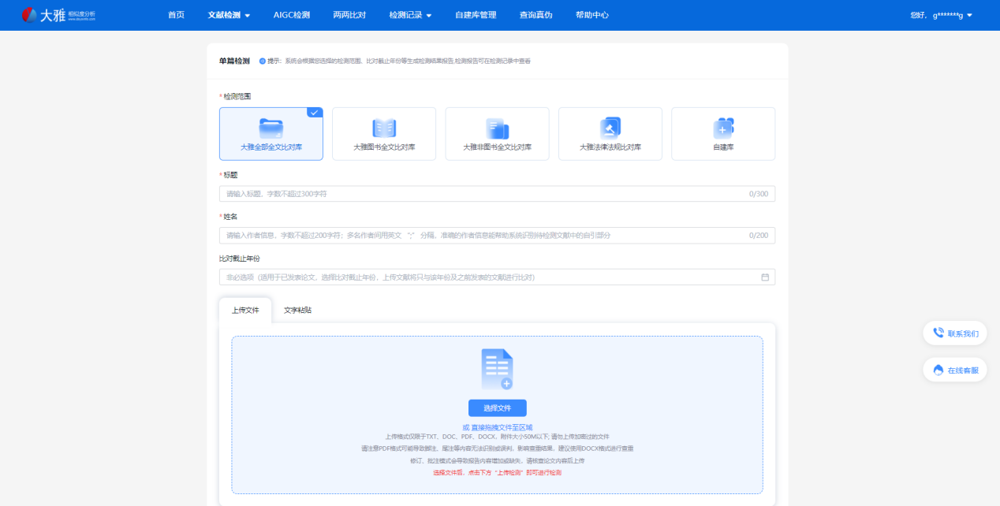 大雅 相似度分析
首页 文献检测 AIGC检测 两两比对 检测记录 自建库管理 查询真伪 帮助中心 您好, g*******g
单篇检测 提示: 系统会根据您选择的检测范围、比对截止年份等生成检测结果报告,检测报告可在检测记录中查看
*检测范围
大雅全部全文比对库 大雅图书全文比对库 大雅非图书全文比对库 大雅法律法规比对库 自建库
*标题
请输入标题, 字数不超过300字符 0/300
*姓名
请输入作者信息, 字数不超过200字符; 多名作者间用英文 ";" 分隔, 准确的作者信息能帮助系统识别待检测文献中的自引部分 0/200
比对截止年份
非必选项 (适用于已发表论文, 选择比对截止年份, 上传文献将只与该年份及之前发表的文献进行比对)
上传文件 文字粘贴
联系我们
在线客服
选择文件
或 直接拖拽文件至区域
上传格式仅限于TXT、DOC、PDF、DOCX, 附件大小50M以下; 请勿上传加密过的文件
请注意PDF格式可能导致脚注、尾注等内容无法识别或误判, 影响查重结果, 建议使用DOCX格式进行查重
修订、批注模式会导致报告内容增加或缺失, 请核查论文内容后上传
选择文件后, 点击下方 "上传检测" 即可进行检测